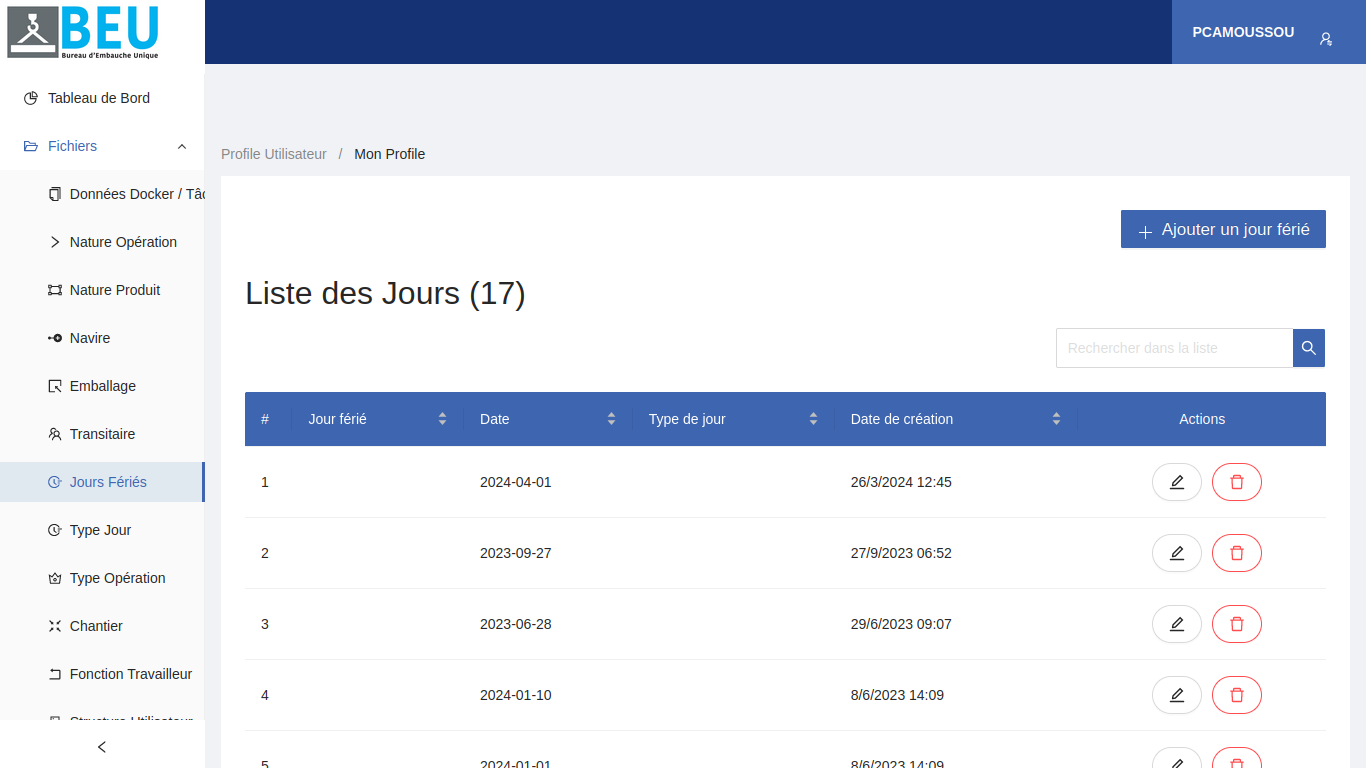 BEU
Bureau d'Embauche Unique
PCAMOUSSOU
Tableau de Bord
Fichiers
Données Docker / Tâc
Nature Opération
Nature Produit
Navire
Emballage
Transitaire
Jours Fériés
Type Jour
Type Opération
Chantier
Fonction Travailleur
Structure Utilisateur
Profile Utilisateur / Mon Profile
+ Ajouter un jour férié
Liste des Jours (17)
Rechercher dans la liste
# Jour férié Date Type de jour Date de création Actions
1 2024-04-01 26/3/2024 12:45
2 2023-09-27 27/9/2023 06:52
3 2023-06-28 29/6/2023 09:07
4 2024-01-10 8/6/2023 14:09
5 2024-01-01 8/6/2023 14:09